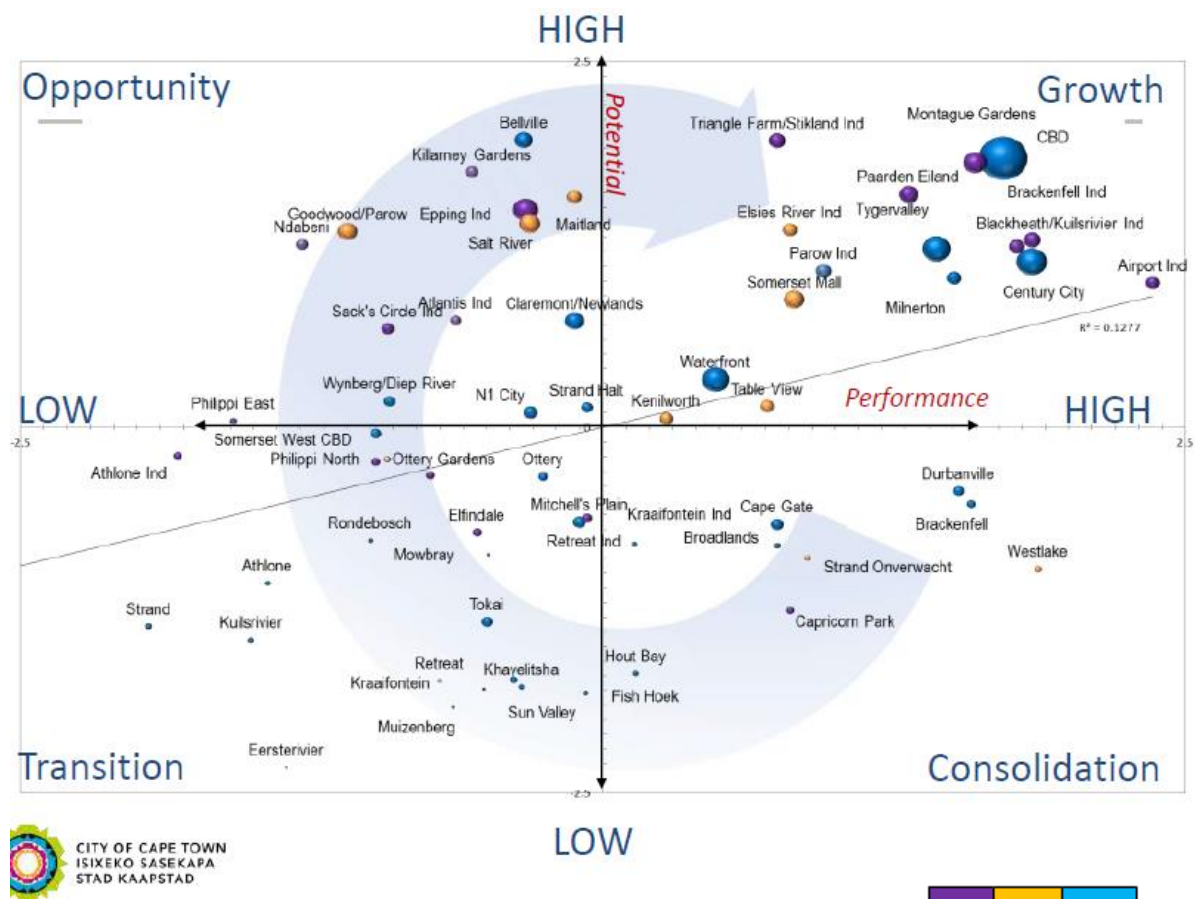 HIGH
2.5
Opportunity
Growth
Potential
Bellville
Triangle Farm/Stikland Ind
Montague Gardens
CBD
Killarney Gardens
Paarden Eiland
Brackenfell Ind
Goodwood/Parow
Epping Ind
Maitland
Elsies River Ind
Tygervalley
Ndabeni
Salt River
Blackheath/Kuilsrivier Ind
Parow Ind
Airport Ind
Somerset Mall
Century City
Atlantis Ind
Claremont/Newlands
Milnerton
Sack's Circle Ind
R² = 0.1277
Waterfront
Wynberg/Diep River
N1 City
Strand Halt
Table View
Kenilworth
Performance
Philippi East
LOW
HIGH
-2.5
0
2.5
Somerset West CBD
Philippi North
Ottery Gardens
Ottery
Athlone Ind
Durbanville
Mitchell's Plain
Kraaifontein Ind
Cape Gate
Elfindale
Rondebosch
Brackenfell
Retreat Ind
Broadlands
Mowbray
Westlake
Athlone
Strand Onverwacht
Strand
Tokai
Kuilsrivier
Capricorn Park
Hout Bay
Retreat
Khayelitsha
Kraaifontein
Fish Hoek
Sun Valley
Muizenberg
Eersterivier
Transition
Consolidation
-2.5
LOW
CITY OF CAPE TOWN
ISIXEKO SASEKAPA
STAD KAAPSTAD